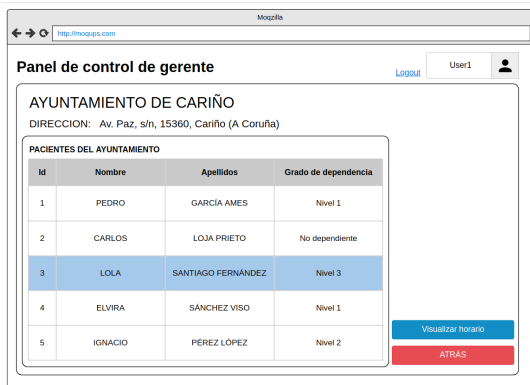 Moqzilla
http://moqups.com
Panel de control de gerente
Logout
User1
AYUNTAMIENTO DE CARIÑO
DIRECCION: Av. Paz, s/n, 15360, Cariño (A Coruña)
PACIENTES DEL AYUNTAMIENTO
Id Nombre Apellidos Grado de dependencia
1 PEDRO GARCÍA AMES Nivel 1
2 CARLOS LOJA PRIETO No dependiente
3 LOLA SANTIAGO FERNÁNDEZ Nivel 3
4 ELVIRA SÁNCHEZ VISO Nivel 1
5 IGNACIO PÉREZ LÓPEZ Nivel 2
Visualizar horario
ATRÁS